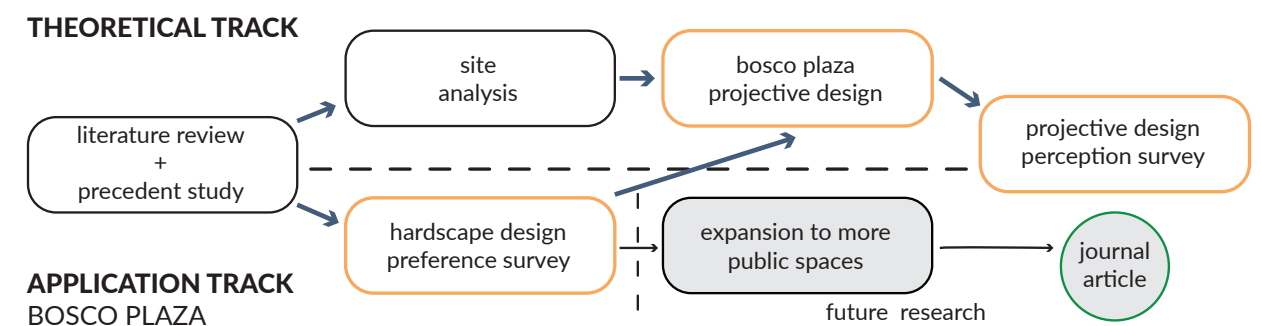 THEORETICAL TRACK
literature review
+
precedent study
site
analysis
bosco plaza
projective design
projective design
perception survey
hardscape design
preference survey
expansion to more
public spaces
journal
article
future research
APPLICATION TRACK
BOSCO PLAZA